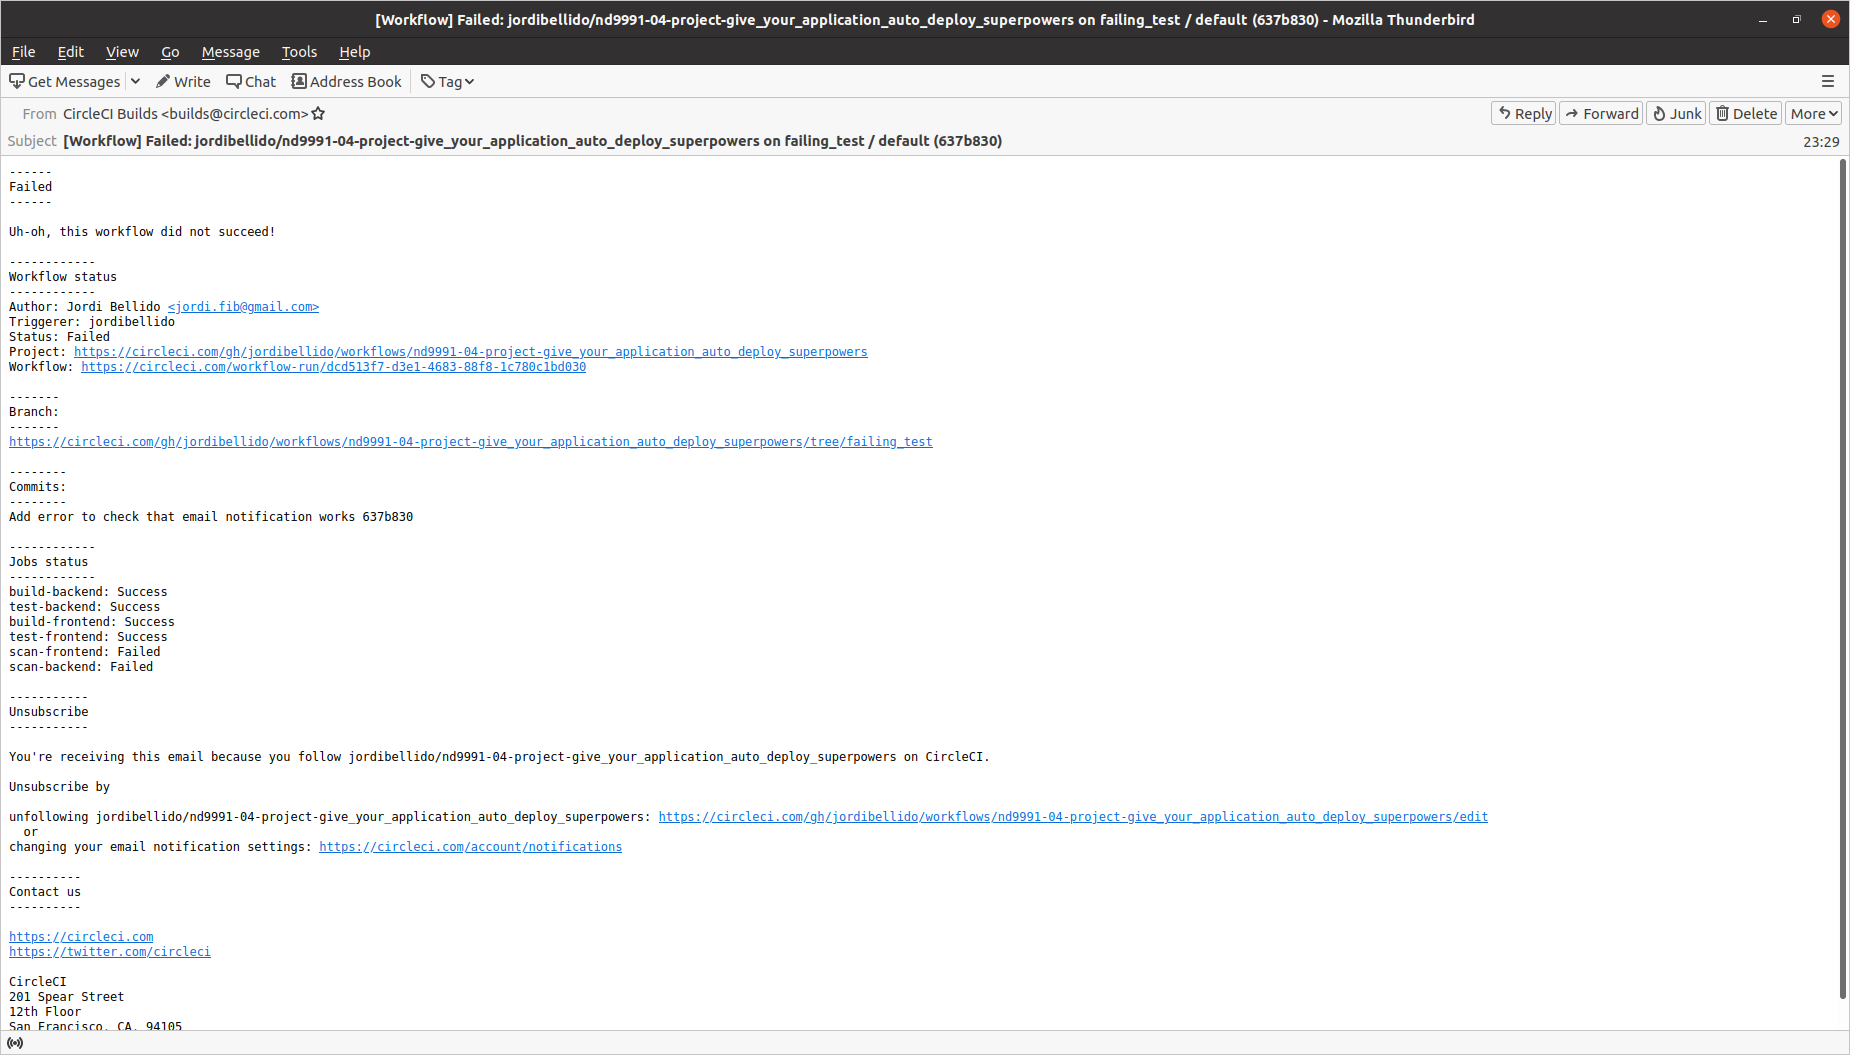 [Workflow] Failed: jordibellido/nd9991-04-project-give_your_application_auto_deploy_superpowers on failing_test / default (637b830) - Mozilla Thunderbird
File Edit View Go Message Tools Help
Get Messages Write Chat Address Book Tag
From CircleCI Builds <builds@circleci.com> Reply Forward Junk Delete More
Subject [Workflow] Failed: jordibellido/nd9991-04-project-give_your_application_auto_deploy_superpowers on failing_test / default (637b830) 23:29
------
Failed
------
Uh-oh, this workflow did not succeed!
------------
Workflow status
------------
Author: Jordi Bellido <jordi.fib@gmail.com>
Triggerer: jordibellido
Status: Failed
Project: https://circleci.com/gh/jordibellido/workflows/nd9991-04-project-give_your_application_auto_deploy_superpowers
Workflow: https://circleci.com/workflow-run/dcd513f7-d3e1-4683-88f8-1c780c1bd030
-------
Branch:
-------
https://circleci.com/gh/jordibellido/workflows/nd9991-04-project-give_your_application_auto_deploy_superpowers/tree/failing_test
--------
Commits:
--------
Add error to check that email notification works 637b830
------------
Jobs status
------------
build-backend: Success
test-backend: Success
build-frontend: Success
test-frontend: Success
scan-frontend: Failed
scan-backend: Failed
-----------
Unsubscribe
-----------
You're receiving this email because you follow jordibellido/nd9991-04-project-give_your_application_auto_deploy_superpowers on CircleCI.
Unsubscribe by
unfollowing jordibellido/nd9991-04-project-give_your_application_auto_deploy_superpowers: https://circleci.com/gh/jordibellido/workflows/nd9991-04-project-give_your_application_auto_deploy_superpowers/edit
or
changing your email notification settings: https://circleci.com/account/notifications
----------
Contact us
----------
https://circleci.com
https://twitter.com/circleci
CircleCI
201 Spear Street
12th Floor
San Francisco, CA, 94105